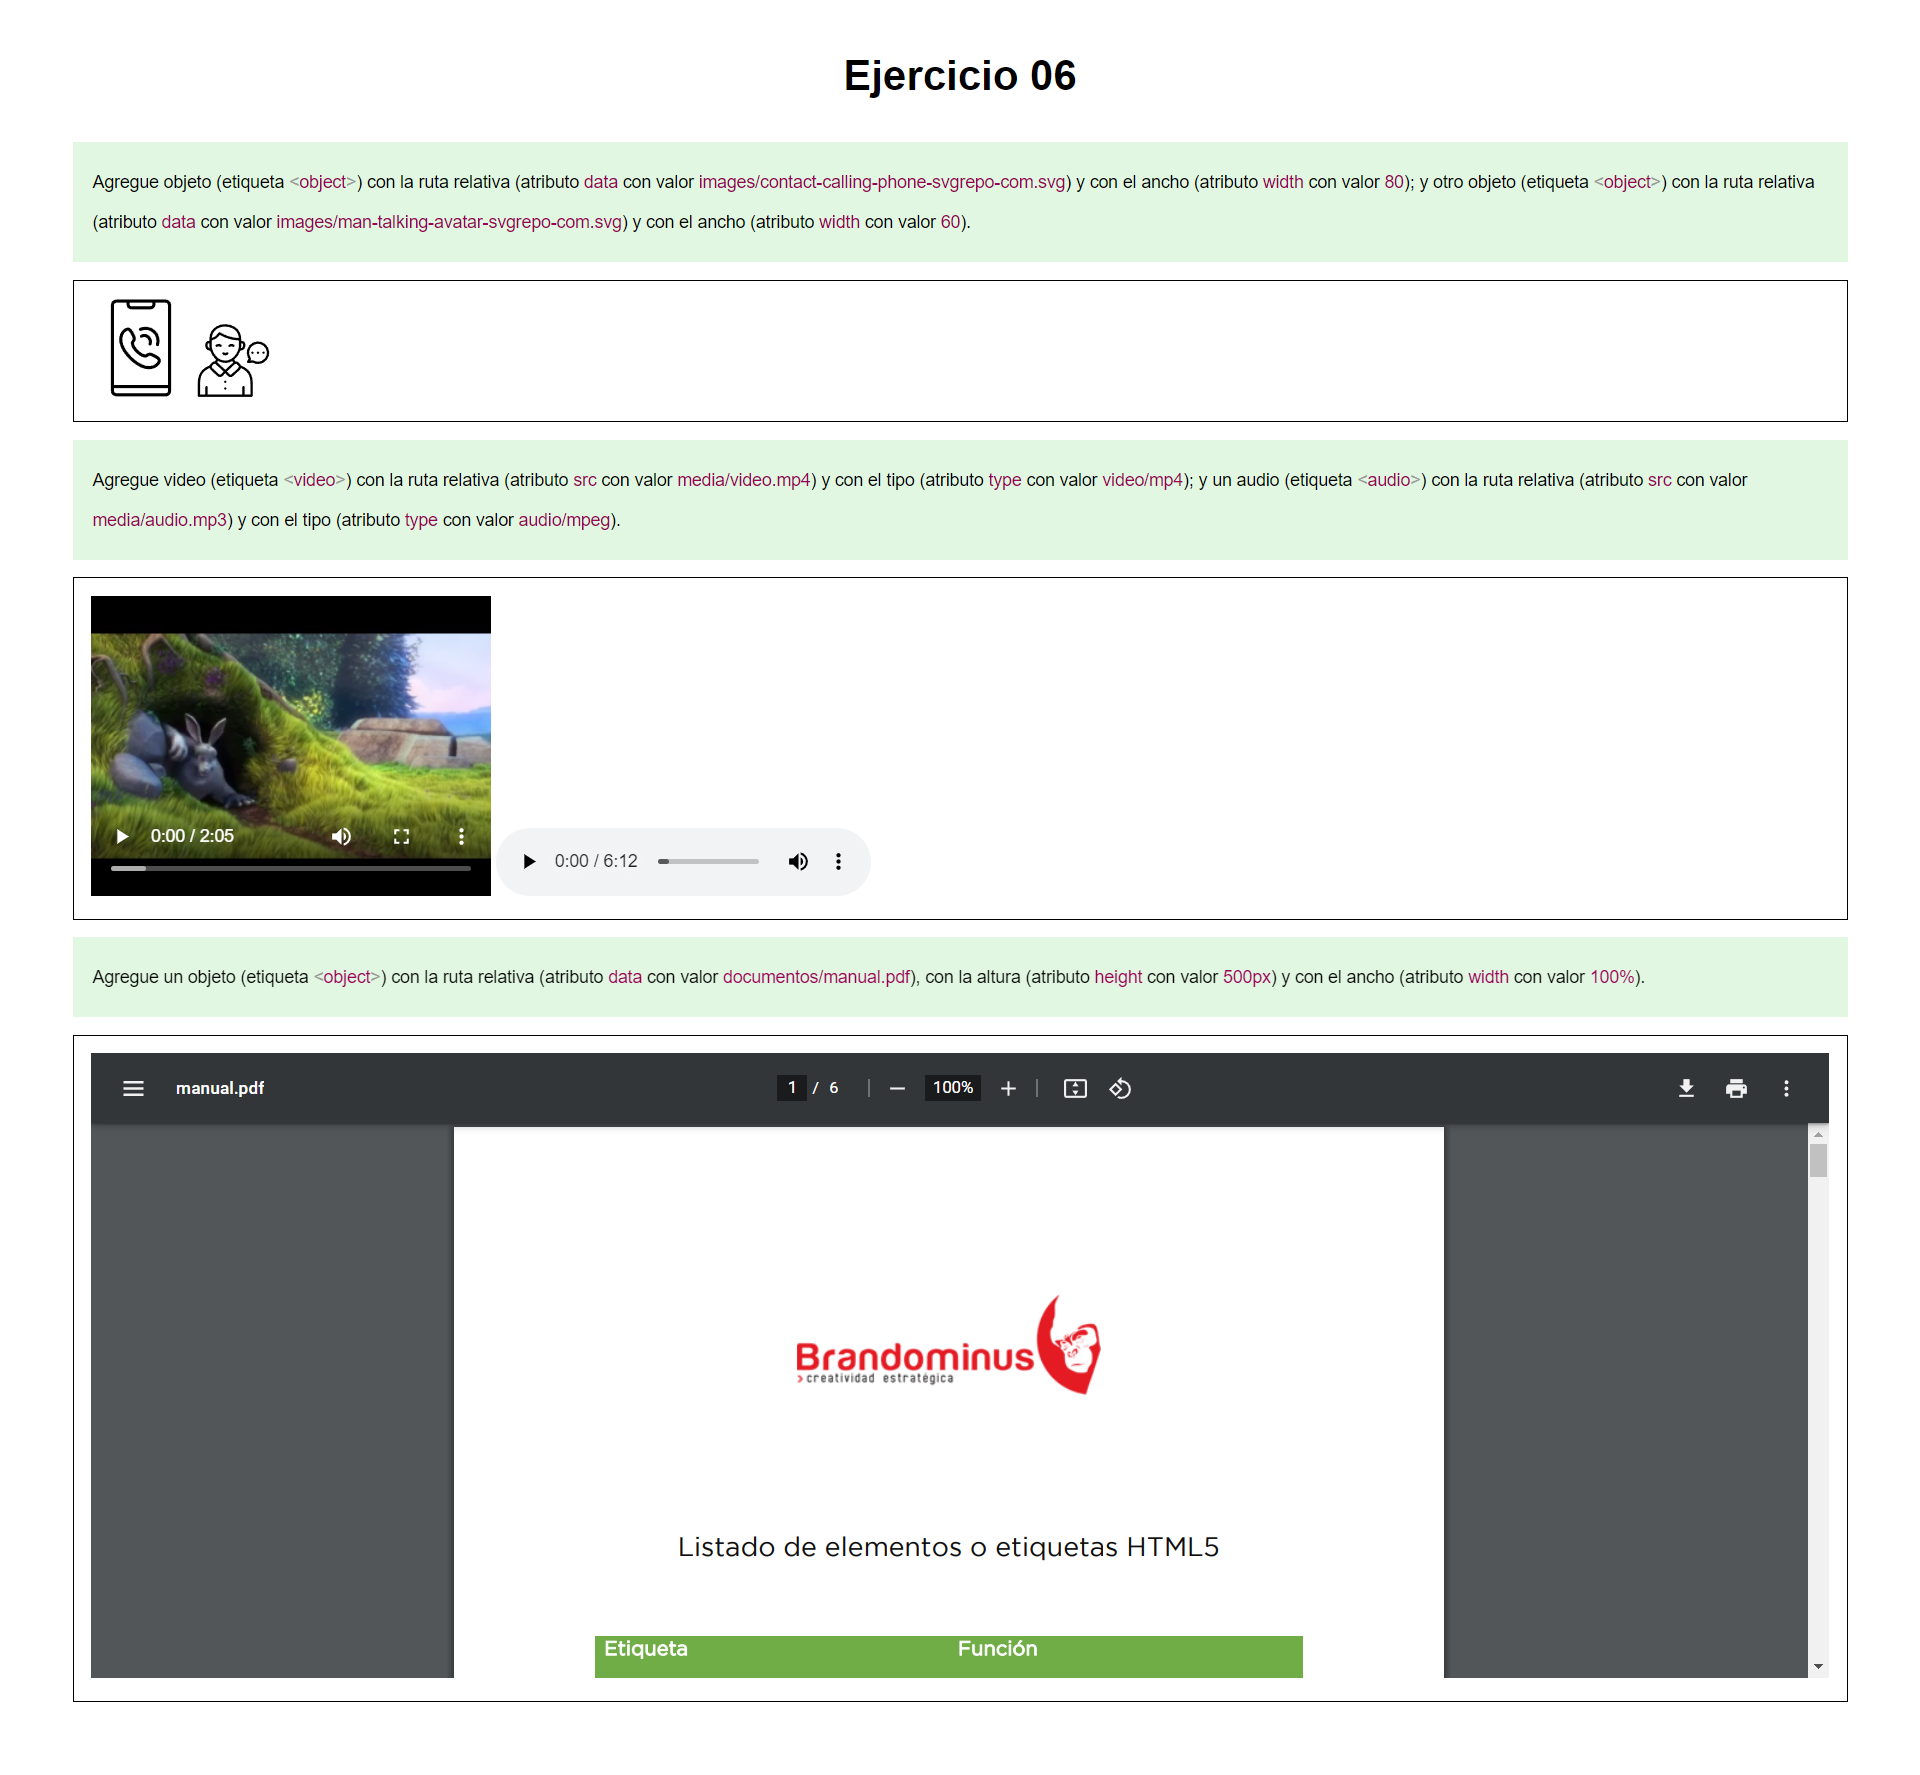 Ejercicio 06
Agregue objeto (etiqueta <object>) con la ruta relativa (atributo data con valor images/contact-calling-phone-svgrepo-com.svg) y con el ancho (atributo width con valor 80); y otro objeto (etiqueta <object>) con la ruta relativa
(atributo data con valor images/man-talking-avatar-svgrepo-com.svg) y con el ancho (atributo width con valor 60).
Agregue video (etiqueta <video>) con la ruta relativa (atributo src con valor media/video.mp4) y con el tipo (atributo type con valor video/mp4); y un audio (etiqueta <audio>) con la ruta relativa (atributo src con valor
media/audio.mp3) y con el tipo (atributo type con valor audio/mpeg).
0:00 / 2:05
0:00 / 6:12
Agregue un objeto (etiqueta <object>) con la ruta relativa (atributo data con valor documentos/manual.pdf), con la altura (atributo height con valor 500px) y con el ancho (atributo width con valor 100%).
manual.pdf 1 / 6 100%
Brandominus
creatividad estratégica
Listado de elementos o etiquetas HTML5
Etiqueta Función